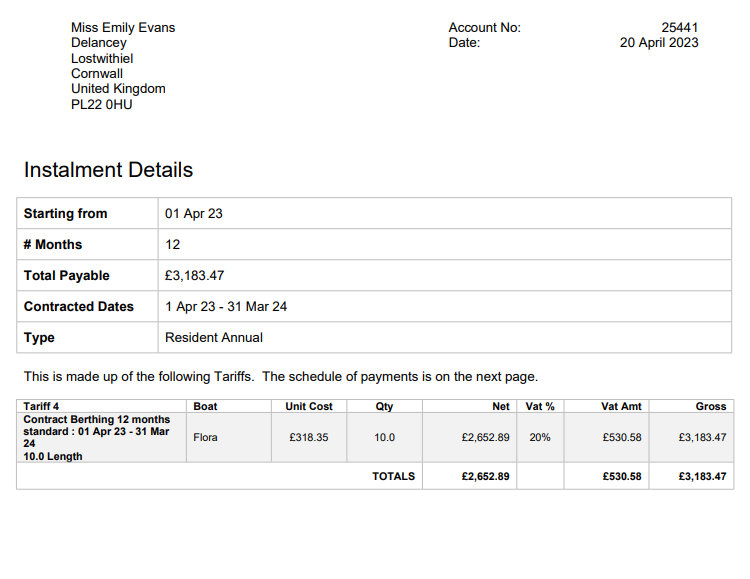 Miss Emily Evans
Delancey
Lostwithiel
Cornwall
United Kingdom
PL22 0HU
Account No: 25441
Date: 20 April 2023
Instalment Details
Starting from 01 Apr 23
# Months 12
Total Payable £3,183.47
Contracted Dates 1 Apr 23 - 31 Mar 24
Type Resident Annual
This is made up of the following Tariffs.  The schedule of payments is on the next page.
Tariff 4 Boat Unit Cost Qty Net Vat % Vat Amt Gross
Contract Berthing 12 months
standard : 01 Apr 23 - 31 Mar
24
10.0 Length
Flora £318.35 10.0 £2,652.89 20% £530.58 £3,183.47
TOTALS £2,652.89 £530.58 £3,183.47